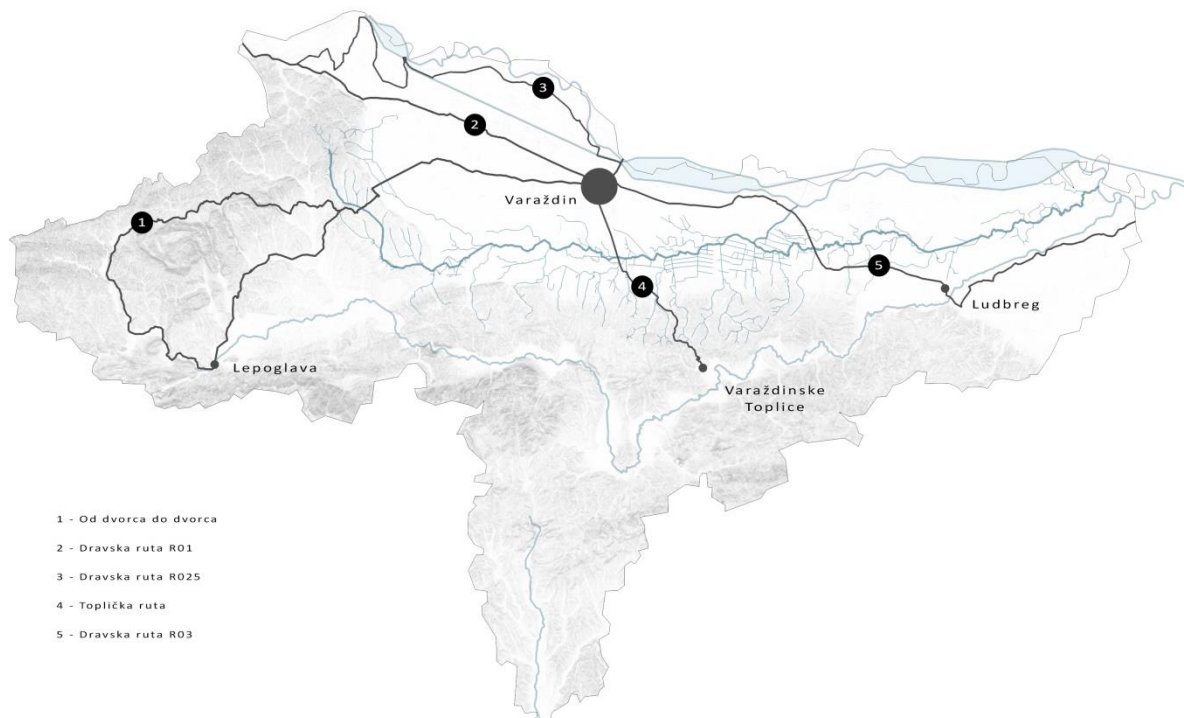 3
2
Varaždin
1
5
4
Ludbreg
Lepoglava
Varaždinske
Toplice
1 - Od dvorca do dvorca
2 - Dravska ruta R01
3 - Dravska ruta R025
4 - Toplička ruta
5 - Dravska ruta R03